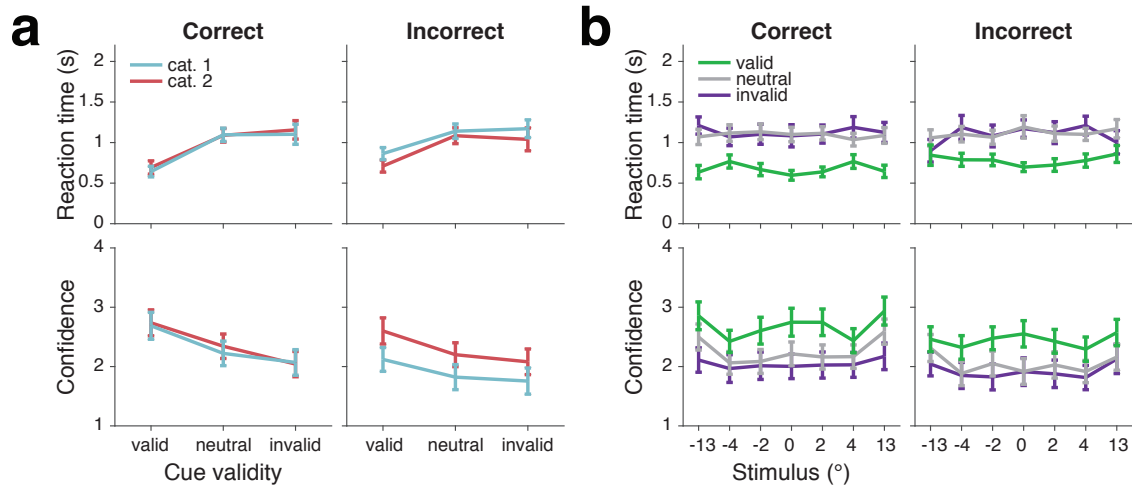 a
Correct
Incorrect
Reaction time (s)
2
1.5
1
0.5
0
cat. 1
cat. 2
Confidence
4
3
2
1
valid
neutral
invalid
valid
neutral
invalid
Cue validity
b
Correct
Incorrect
Reaction time (s)
2
1.5
1
0.5
0
valid
neutral
invalid
Confidence
4
3
2
1
-13 -4 -2 0 2 4 13
-13 -4 -2 0 2 4 13
Stimulus (°)